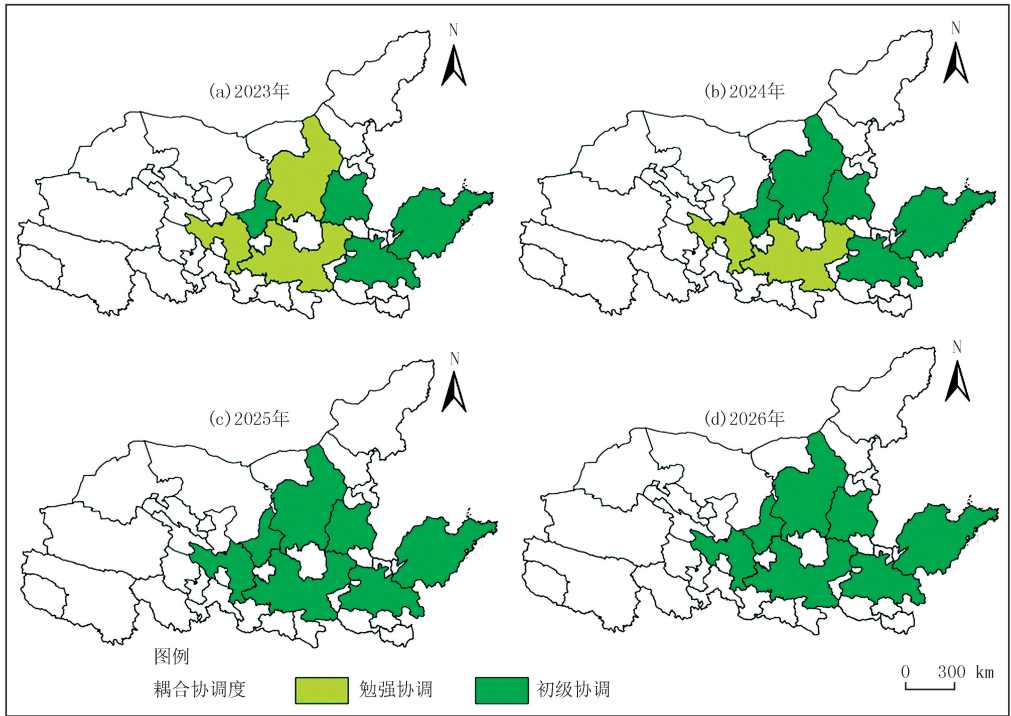 N
N
(a)2023年
(b)2024年
N
N
(c)2025年
(d)2026年
图例
耦合协调度 勉强协调 初级协调
0 300 km